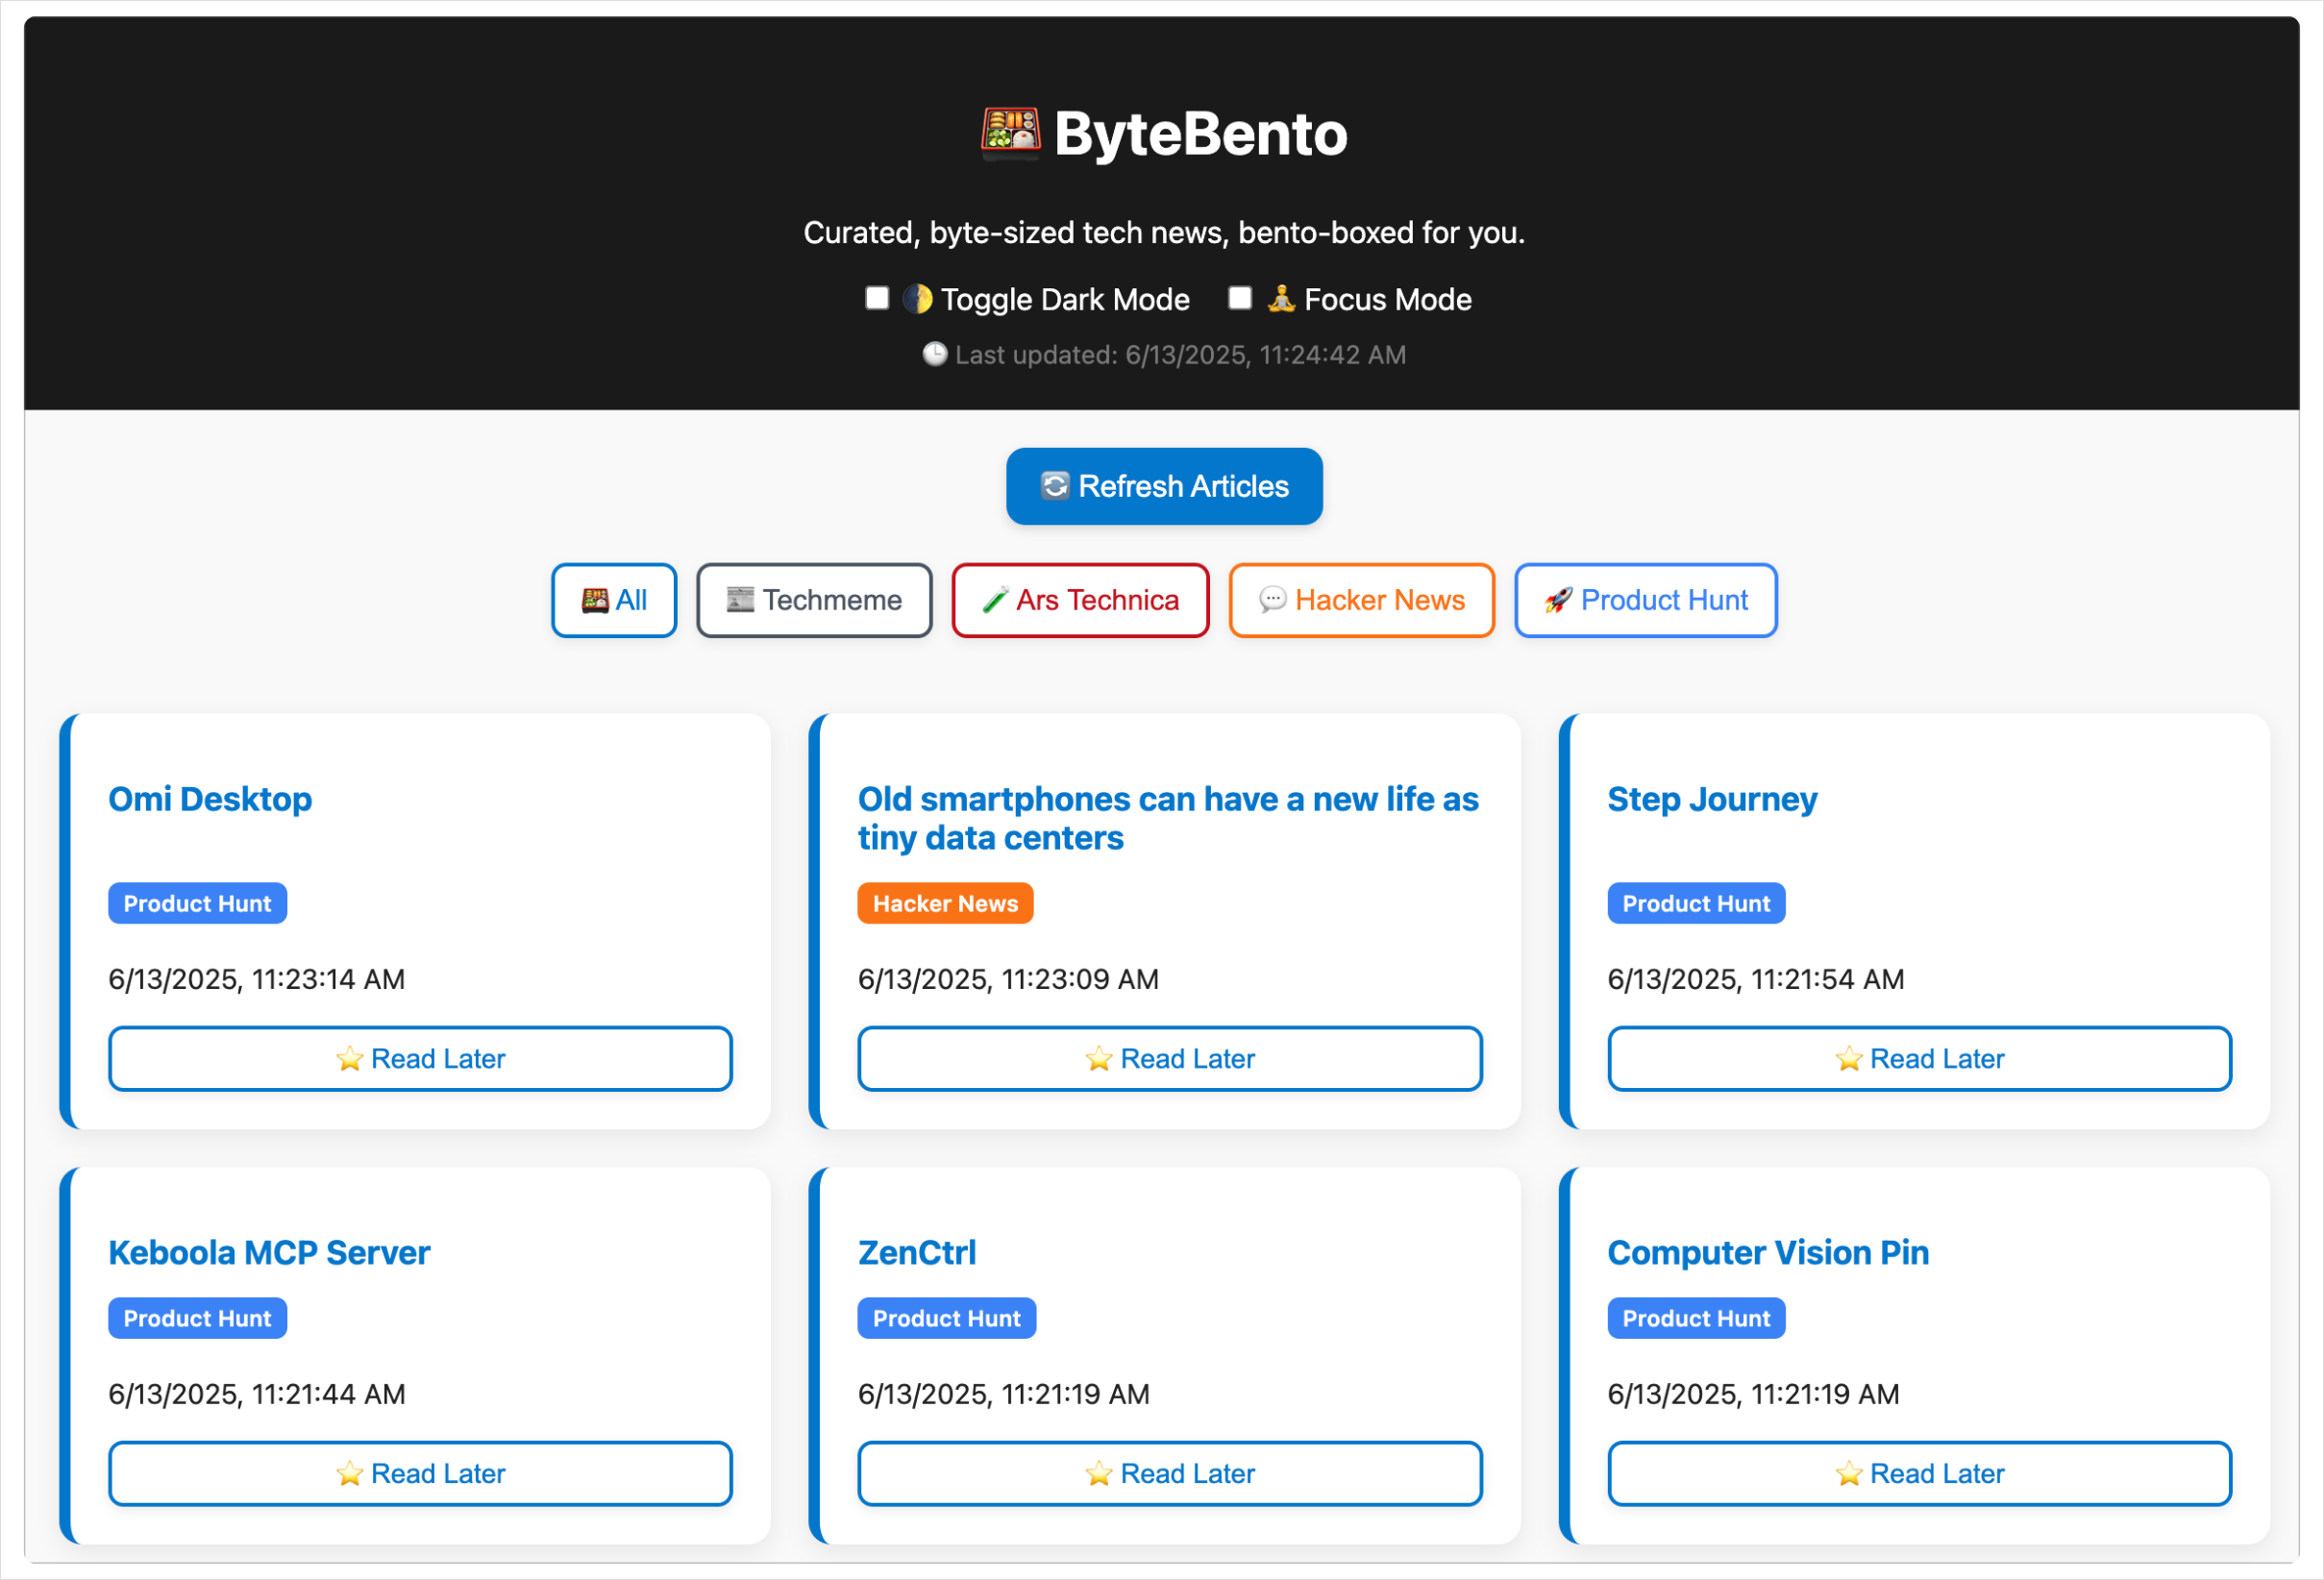 🍱 ByteBento
Curated, byte-sized tech news, bento-boxed for you.
🌓 Toggle Dark Mode 🧘 Focus Mode
🕒 Last updated: 6/13/2025, 11:24:42 AM
🔄 Refresh Articles
🍱 All 📰 Techmeme 🧪 Ars Technica 💬 Hacker News 🚀 Product Hunt
Omi Desktop
Product Hunt
6/13/2025, 11:23:14 AM
⭐ Read Later
Old smartphones can have a new life as
tiny data centers
Hacker News
6/13/2025, 11:23:09 AM
⭐ Read Later
Step Journey
Product Hunt
6/13/2025, 11:21:54 AM
⭐ Read Later
Keboola MCP Server
Product Hunt
6/13/2025, 11:21:44 AM
⭐ Read Later
ZenCtrl
Product Hunt
6/13/2025, 11:21:19 AM
⭐ Read Later
Computer Vision Pin
Product Hunt
6/13/2025, 11:21:19 AM
⭐ Read Later